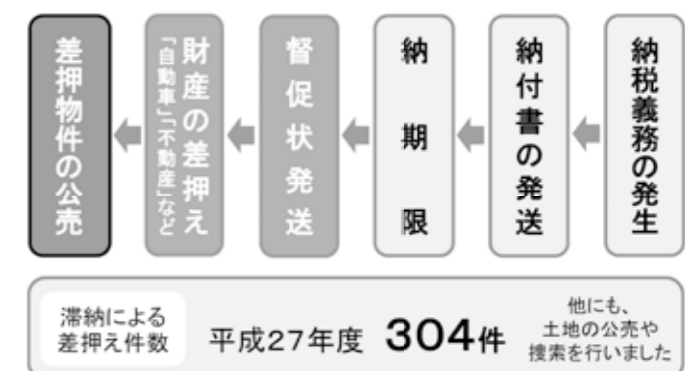 納税義務の発生
納付書の発送
納期限
督促状発送
財産の差押え
「自動車」「不動産」など
差押物件の公売
滞納による
差押え件数
平成27年度 304件
他にも、
土地の公売や
捜索を行いました